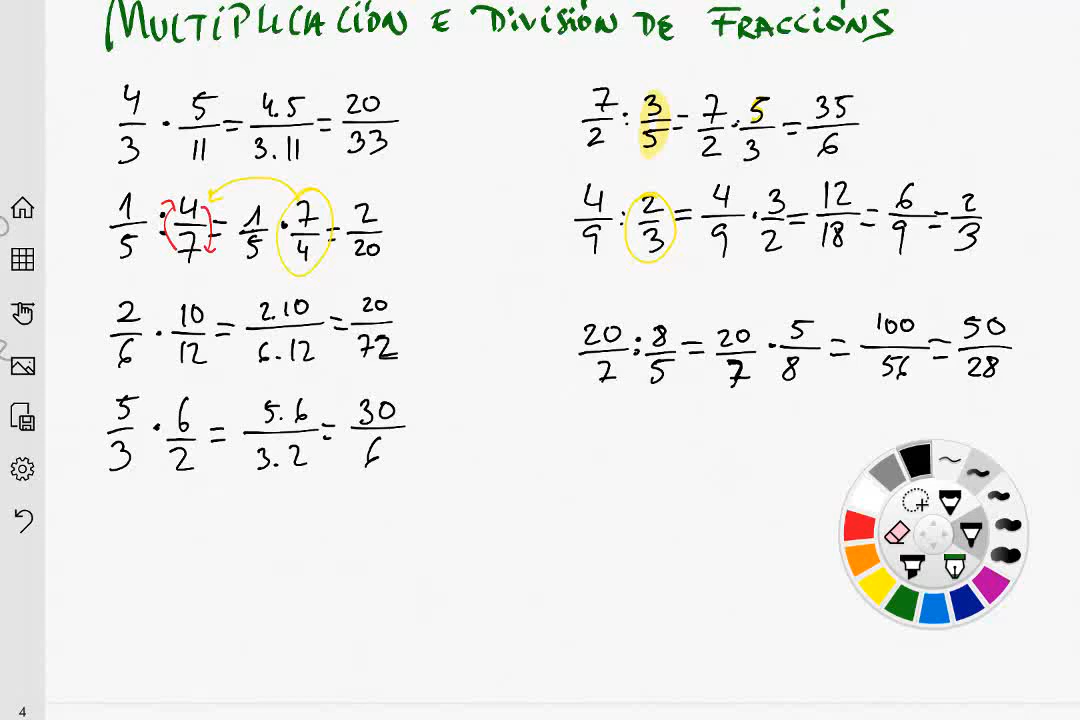 MULTIPLICACIÓN E DIVISIÓN DE FRACCIÓNS
4/3 · 5/11 = 4.5/3.11 = 20/33
1/5 : 4/7 = 1/5 · 7/4 = 2/20
2/6 · 10/12 = 2.10/6.12 = 20/72
5/3 · 6/2 = 5.6/3.2 = 30/6
7/2 : 3/5 = 7/2 · 5/3 = 35/6
4/9 : 2/3 = 4/9 · 3/2 = 12/18 = 6/9 = 2/3
20/7 : 8/5 = 20/7 · 5/8 = 100/56 = 50/28
4